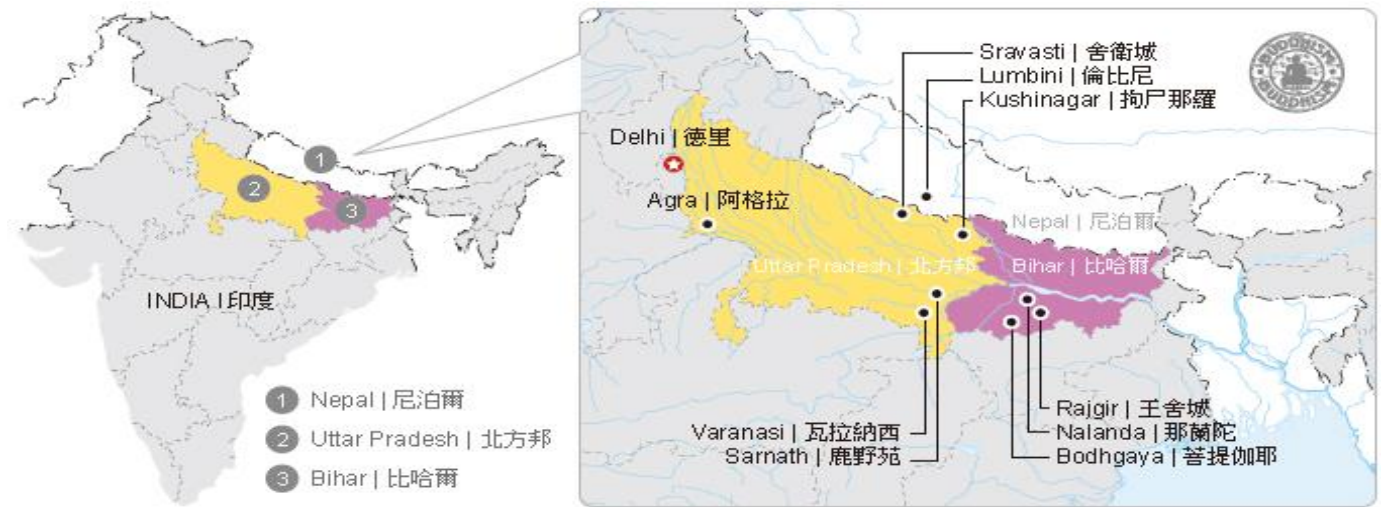 INDIA | 印度
1
2
3
1 Nepal | 尼泊爾
2 Uttar Pradesh | 北方邦
3 Bihar | 比哈爾
Sravasti | 舍衛城
Lumbini | 倫比尼
Kushinagar | 拘尸那羅
BUDDHISM
BUDDHISM
Delhi | 德里
Agra | 阿格拉
Nepal | 尼泊爾
Uttar Pradesh | 北方邦
Bihar | 比哈爾
Varanasi | 瓦拉納西
Sarnath | 鹿野苑
Rajgir | 王舍城
Nalanda | 那蘭陀
Bodhgaya | 菩提伽耶